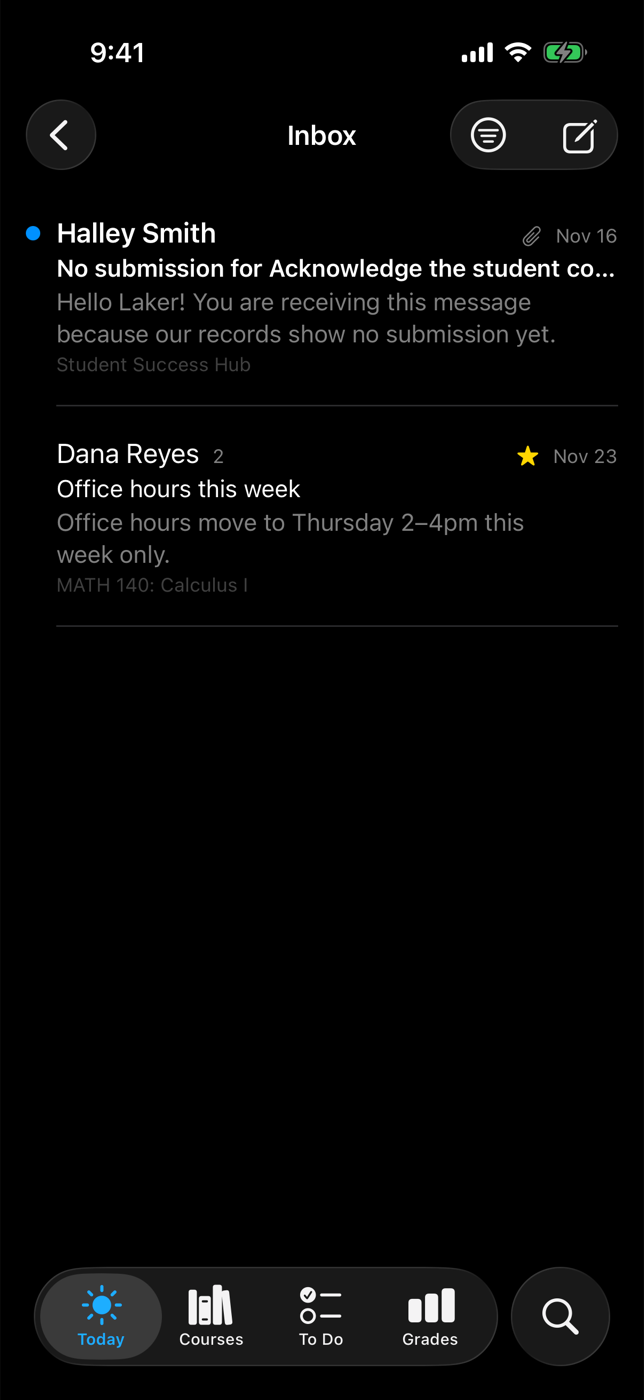 9:41
Inbox
Halley Smith
Nov 16
No submission for Acknowledge the student co...
Hello Laker! You are receiving this message
because our records show no submission yet.
Student Success Hub
Dana Reyes 2
Nov 23
Office hours this week
Office hours move to Thursday 2–4pm this
week only.
MATH 140: Calculus I
Today
Courses
To Do
Grades